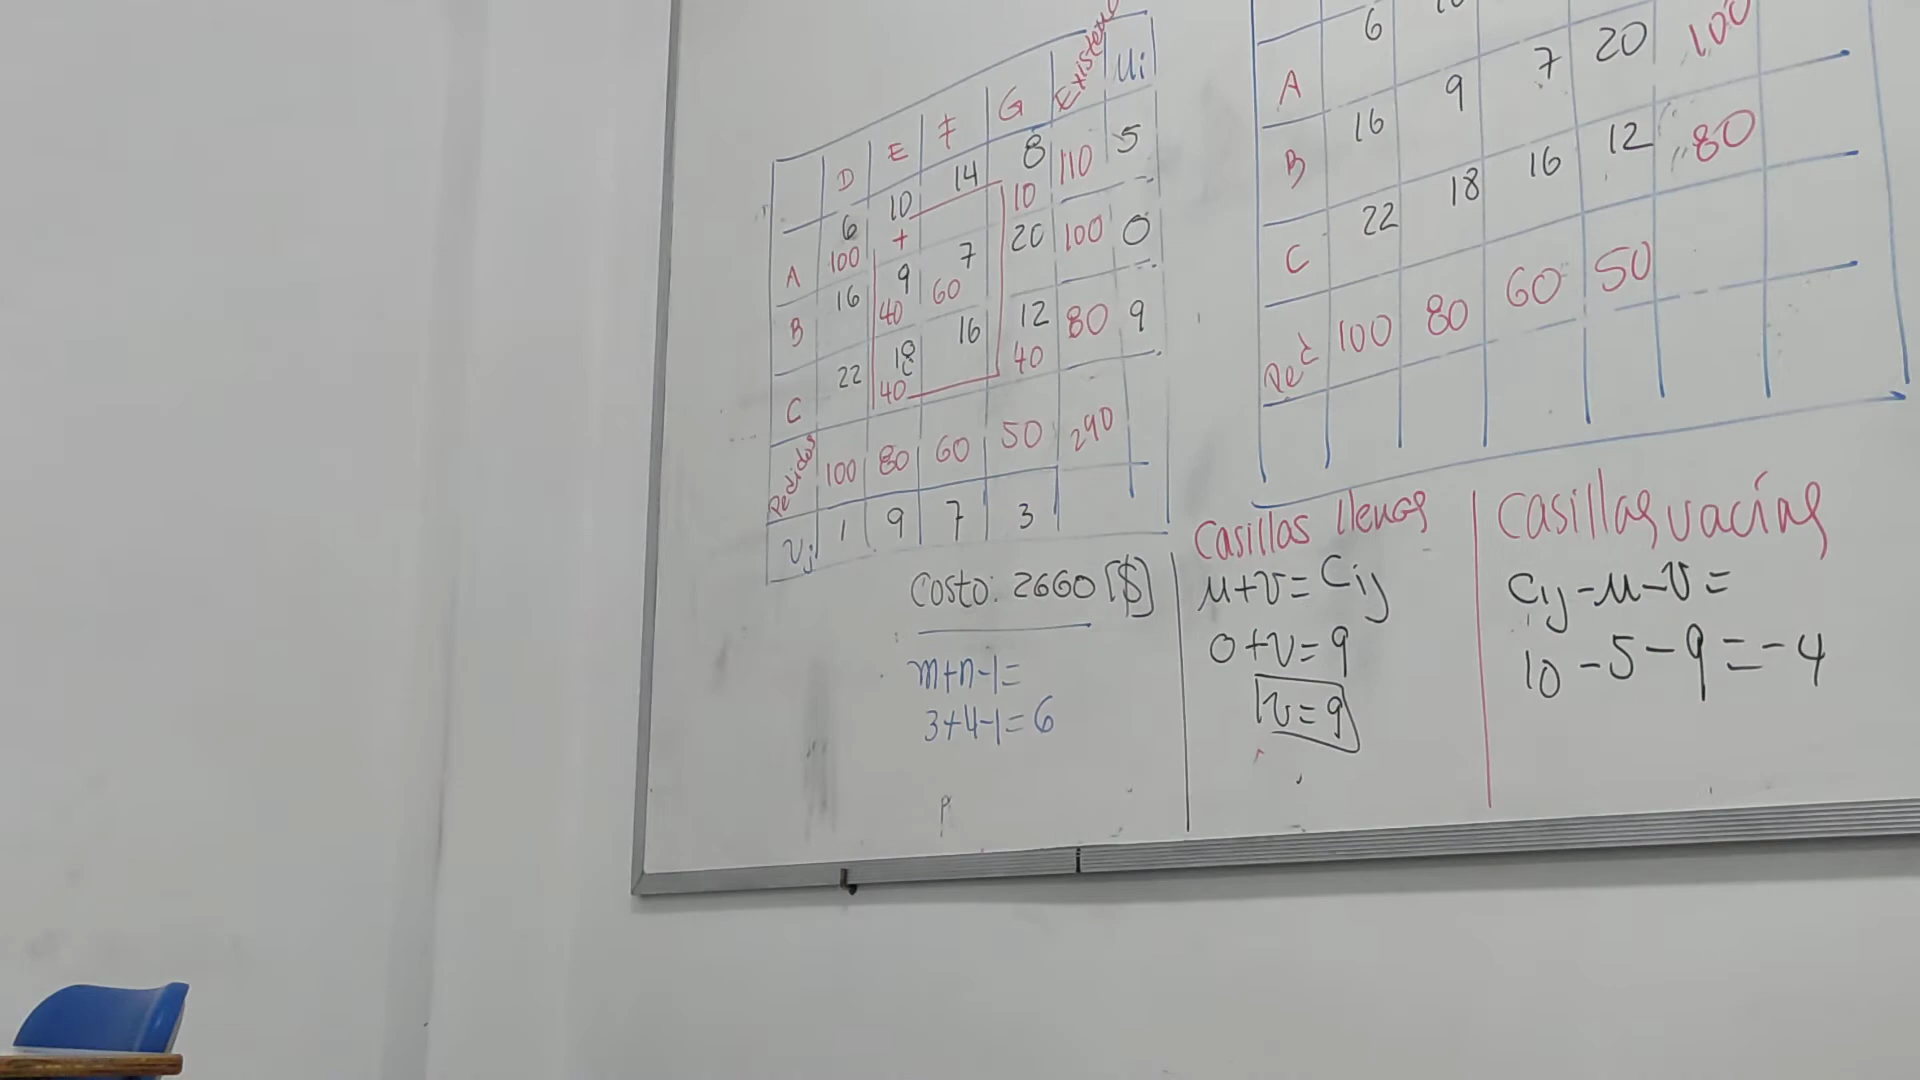 D E F G Existenc Ui
6 10 14 8 110 5
A 100 + 10
16 9 7 20 100 0
B 40 60
22 18 16 12 80 9
C 40 40
Pedidos 100 80 60 50 290
Vj 1 9 7 3
Costo: 2660 [$]
m+n-1=
3+4-1=6
6 10
A 7 20 100
16 9
B 16 12 80
22 18
C
Ped 100 80 60 50
Casillas llenas
u+v=Cij
0+v=9
v=9
Casillas vacías
Cij-u-v=
10-5-9=-4